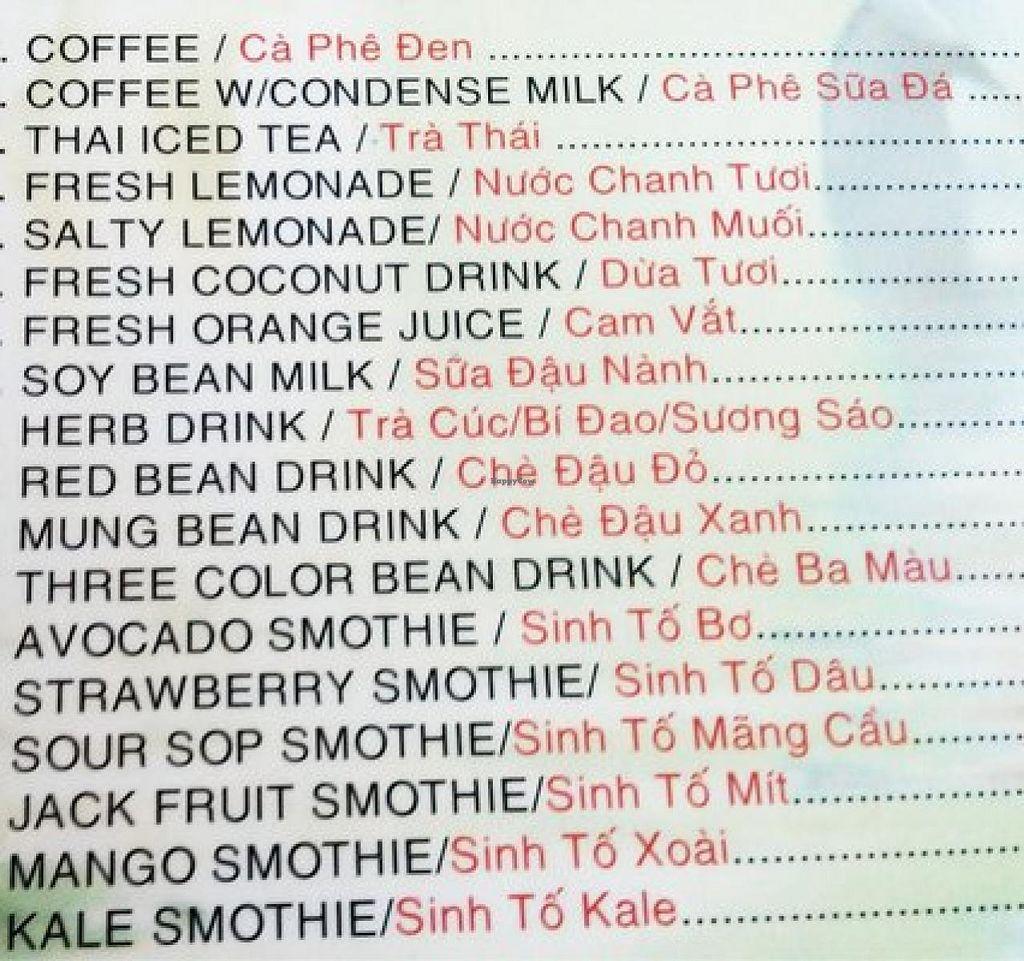 . COFFEE / Cà Phê Đen ..........
. COFFEE W/CONDENSE MILK / Cà Phê Sữa Đá .....
. THAI ICED TEA / Trà Thái ..........
. FRESH LEMONADE / Nước Chanh Tươi..........
. SALTY LEMONADE/ Nước Chanh Muối..........
. FRESH COCONUT DRINK / Dừa Tươi..........
FRESH ORANGE JUICE / Cam Vắt..........
SOY BEAN MILK / Sữa Đậu Nành..........
HERB DRINK / Trà Cúc/Bí Đao/Sương Sáo..........
RED BEAN DRINK / Chè Đậu Đỏ..........
MUNG BEAN DRINK / Chè Đậu Xanh..........
THREE COLOR BEAN DRINK / Chè Ba Màu.....
AVOCADO SMOTHIE / Sinh Tố Bơ..........
STRAWBERRY SMOTHIE/ Sinh Tố Dâu..........
SOUR SOP SMOTHIE/Sinh Tố Mãng Cầu..........
JACK FRUIT SMOTHIE/Sinh Tố Mít..........
MANGO SMOTHIE/Sinh Tố Xoài..........
KALE SMOTHIE/Sinh Tố Kale..........
HappyCow